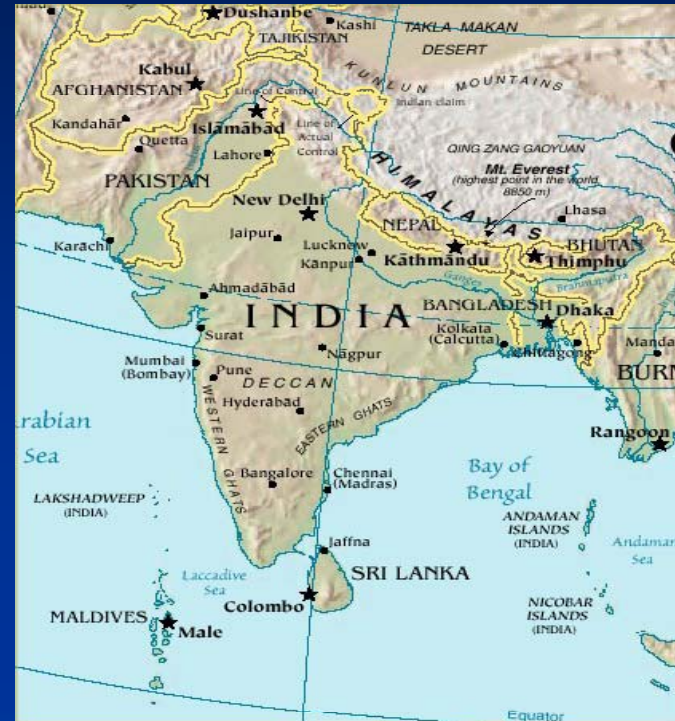 Dushanbe
Kashi
TAKLA MAKAN
DESERT
TAJIKISTAN
KUNLUN MOUNTAINS
Kabul
AFGHANISTAN
Line of Control
Indian claim
Kandahār
Islāmābād
Line of
Actual
Control
Quetta
Lahore
QING ZANG GAOYUAN
HIMALAYAS
Mt. Everest
(highest point in the world,
8850 m)
PAKISTAN
New Delhi
Lhasa
NEPAL
Jaipur
Lucknow
Kānpur
Kāthmāndu
BHUTAN
Thimphu
Karāchi
Ganges
Brahmaputra
Ahmadābād
INDIA
BANGLADESH
Dhaka
Surat
Kolkata
(Calcutta)
Chittagong
Manda
Nāgpur
Mumbai
(Bombay)
Pune
DECCAN
BURN
Hyderābād
WESTERN GHATS
EASTERN GHATS
rabian
Sea
Rangoon
Bay of
Bengal
Bangalore
Chennai
(Madras)
LAKSHADWEEP
(INDIA)
ANDAMAN
ISLANDS
(INDIA)
Andaman
Sea
Jaffna
Laccadive
Sea
SRI LANKA
Colombo
NICOBAR
ISLANDS
(INDIA)
MALDIVES
Male
Equator